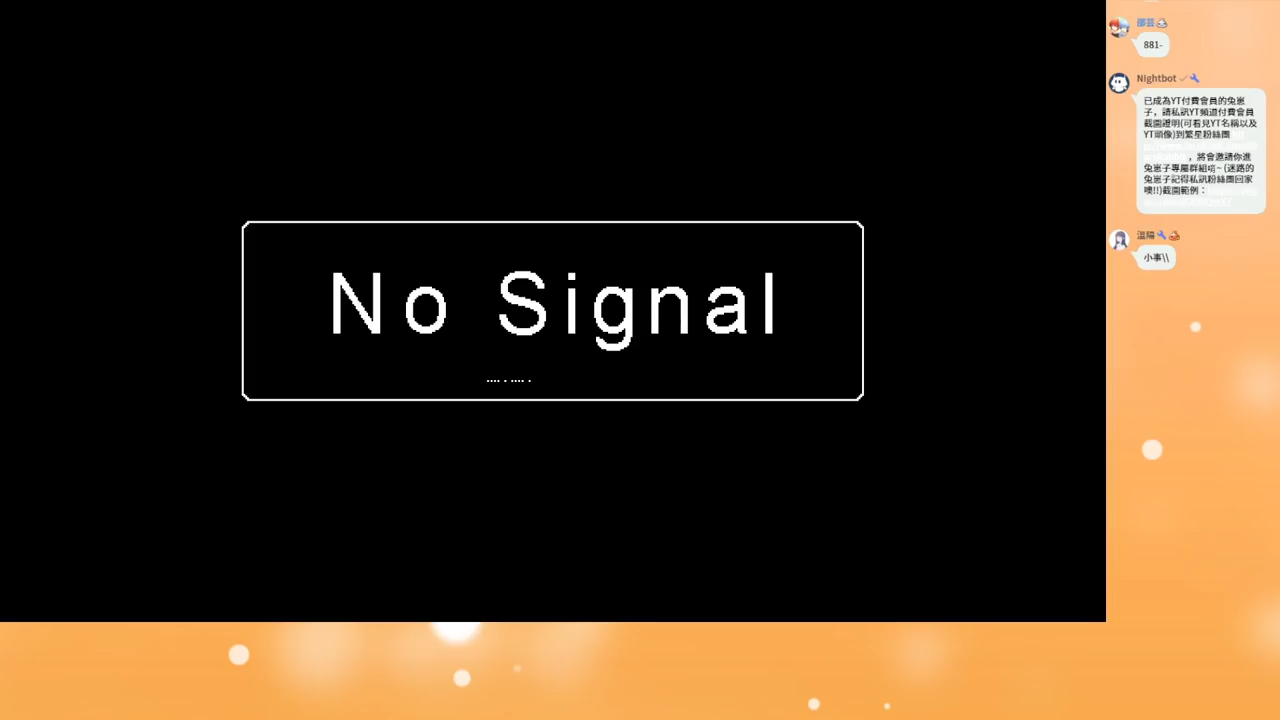 No Signal
881-
Nightbot
已成為YT付費會員的兔崽
子，請私訊YT頻道付費會員
截圖證明(可看見YT名稱以及
YT頭像)到繁星粉絲團
，將會邀請你進
兔崽子專屬群組唷~ (迷路的
兔崽子記得私訊粉絲團回家
噢!!)截圖範例：
溫陽
小事\\